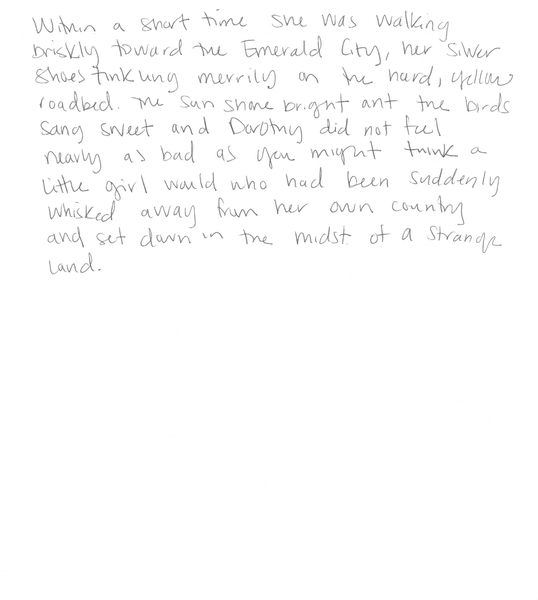 Within a short time she was walking
briskly toward the Emerald City, her silver
shoes tinkling merrily on the hard, yellow
roadbed. The sun shone bright ant the birds
sang sweet and Dorothy did not feel
nearly as bad as you might think a
little girl would who had been suddenly
whisked away from her own country
and set down in the midst of a strange
land.